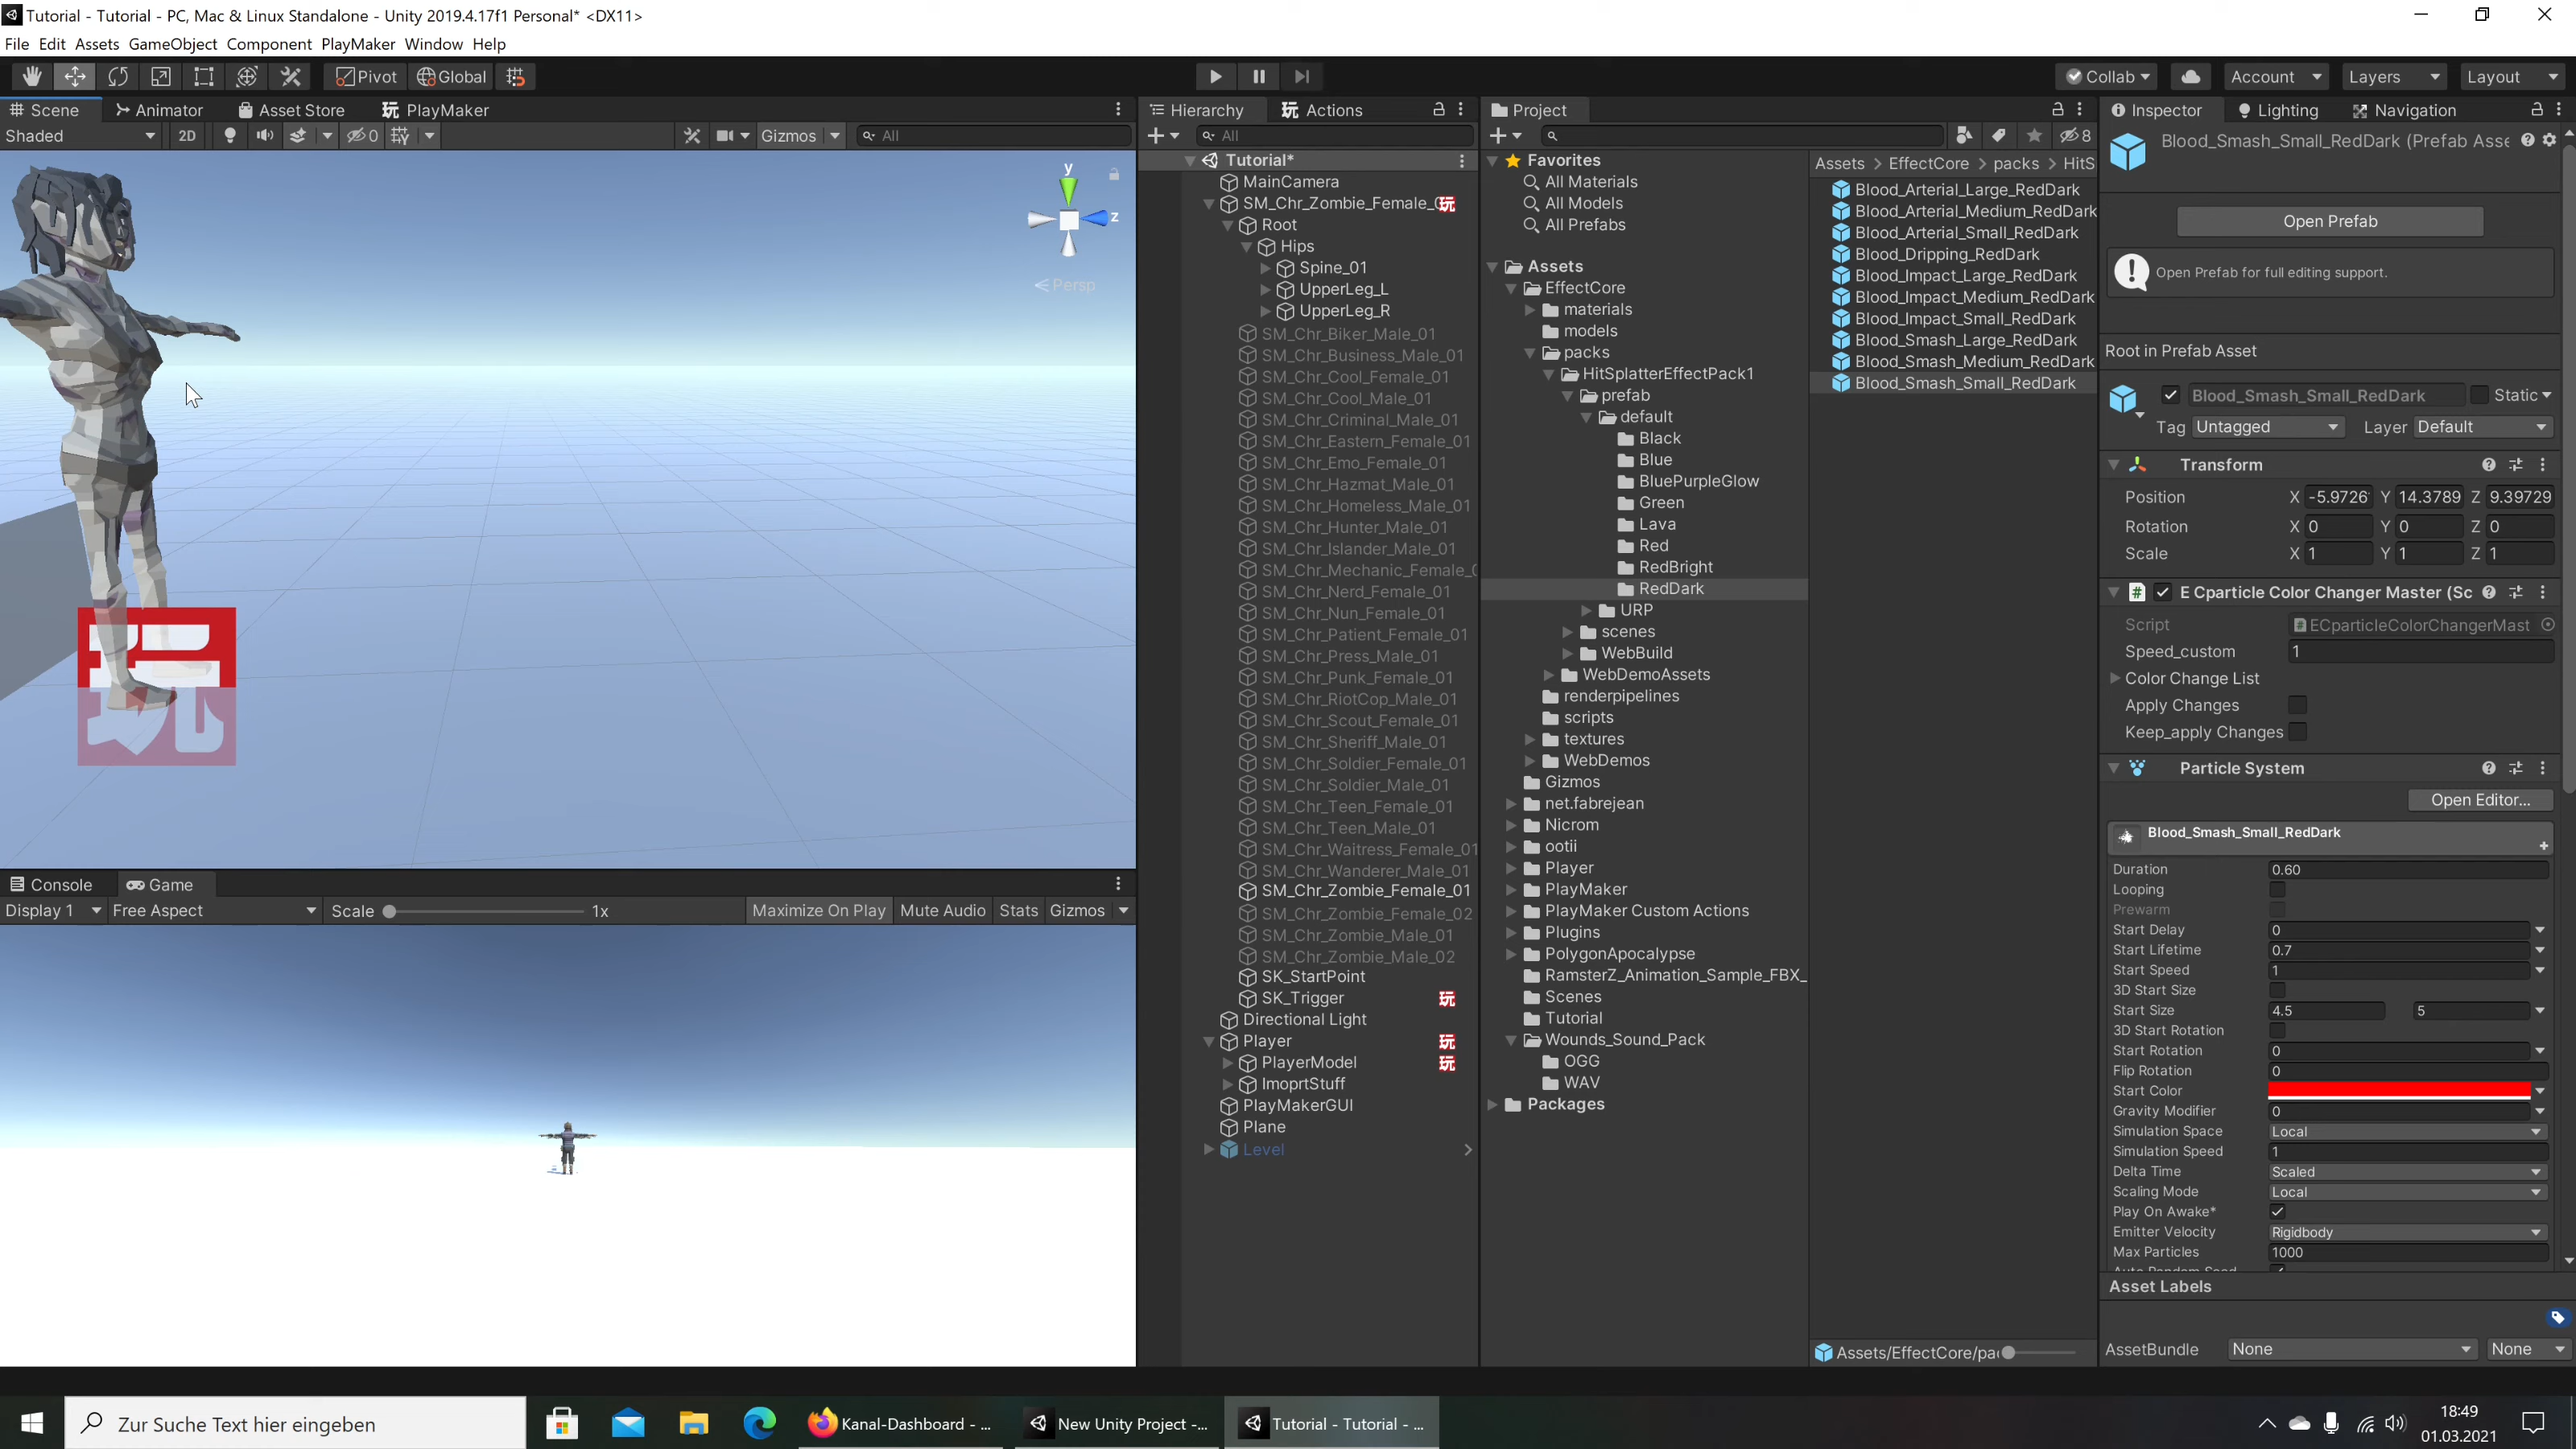 Tutorial - Tutorial - PC, Mac & Linux Standalone - Unity 2019.4.17f1 Personal* <DX11>
File Edit Assets GameObject Component PlayMaker Window Help
Pivot Global Collab Account Layers Layout
Scene Animator Asset Store PlayMaker
Shaded 2D 0 Gizmos All
y
z
Persp
玩
Console Game
Display 1 Free Aspect Scale 1x Maximize On Play Mute Audio Stats Gizmos
Hierarchy Actions
All
Tutorial*
MainCamera
SM_Chr_Zombie_Female_ 玩
Root
Hips
Spine_01
UpperLeg_L
UpperLeg_R
SM_Chr_Biker_Male_01
SM_Chr_Business_Male_01
SM_Chr_Cool_Female_01
SM_Chr_Cool_Male_01
SM_Chr_Criminal_Male_01
SM_Chr_Eastern_Female_01
SM_Chr_Emo_Female_01
SM_Chr_Hazmat_Male_01
SM_Chr_Homeless_Male_01
SM_Chr_Hunter_Male_01
SM_Chr_Islander_Male_01
SM_Chr_Mechanic_Female_
SM_Chr_Nerd_Female_01
SM_Chr_Nun_Female_01
SM_Chr_Patient_Female_01
SM_Chr_Press_Male_01
SM_Chr_Punk_Female_01
SM_Chr_RiotCop_Male_01
SM_Chr_Scout_Female_01
SM_Chr_Sheriff_Male_01
SM_Chr_Soldier_Female_01
SM_Chr_Soldier_Male_01
SM_Chr_Teen_Female_01
SM_Chr_Teen_Male_01
SM_Chr_Waitress_Female_01
SM_Chr_Wanderer_Male_01
SM_Chr_Zombie_Female_01
SM_Chr_Zombie_Female_02
SM_Chr_Zombie_Male_01
SM_Chr_Zombie_Male_02
SK_StartPoint
SK_Trigger 玩
Directional Light
Player 玩
PlayerModel 玩
ImoprtStuff
PlayMakerGUI
Plane
Level
Project
8
Favorites
All Materials
All Models
All Prefabs
Assets
EffectCore
materials
models
packs
HitSplatterEffectPack1
prefab
default
Black
Blue
BluePurpleGlow
Green
Lava
Red
RedBright
RedDark
URP
scenes
WebBuild
WebDemoAssets
renderpipelines
scripts
textures
WebDemos
Gizmos
net.fabrejean
Nicrom
ootii
Player
PlayMaker
PlayMaker Custom Actions
Plugins
PolygonApocalypse
RamsterZ_Animation_Sample_FBX_
Scenes
Tutorial
Wounds_Sound_Pack
OGG
WAV
Packages
Assets > EffectCore > packs > HitS
Blood_Arterial_Large_RedDark
Blood_Arterial_Medium_RedDark
Blood_Arterial_Small_RedDark
Blood_Dripping_RedDark
Blood_Impact_Large_RedDark
Blood_Impact_Medium_RedDark
Blood_Impact_Small_RedDark
Blood_Smash_Large_RedDark
Blood_Smash_Medium_RedDark
Blood_Smash_Small_RedDark
Assets/EffectCore/pa
Inspector Lighting Navigation
Blood_Smash_Small_RedDark (Prefab Asse
Open Prefab
Open Prefab for full editing support.
Root in Prefab Asset
Blood_Smash_Small_RedDark Static
Tag Untagged Layer Default
Transform
Position X -5.9726 Y 14.3789 Z 9.39729
Rotation X 0 Y 0 Z 0
Scale X 1 Y 1 Z 1
E Cparticle Color Changer Master (Sc
Script ECparticleColorChangerMast
Speed_custom 1
Color Change List
Apply Changes
Keep_apply Changes
Particle System
Open Editor...
Blood_Smash_Small_RedDark
Duration 0.60
Looping
Prewarm
Start Delay 0
Start Lifetime 0.7
Start Speed 1
3D Start Size
Start Size 4.5 5
3D Start Rotation
Start Rotation 0
Flip Rotation 0
Start Color
Gravity Modifier 0
Simulation Space Local
Simulation Speed 1
Delta Time Scaled
Scaling Mode Local
Play On Awake*
Emitter Velocity Rigidbody
Max Particles 1000
Asset Labels
AssetBundle None None
Zur Suche Text hier eingeben
Kanal-Dashboard - ...
New Unity Project -...
Tutorial - Tutorial - ...
18:49
01.03.2021